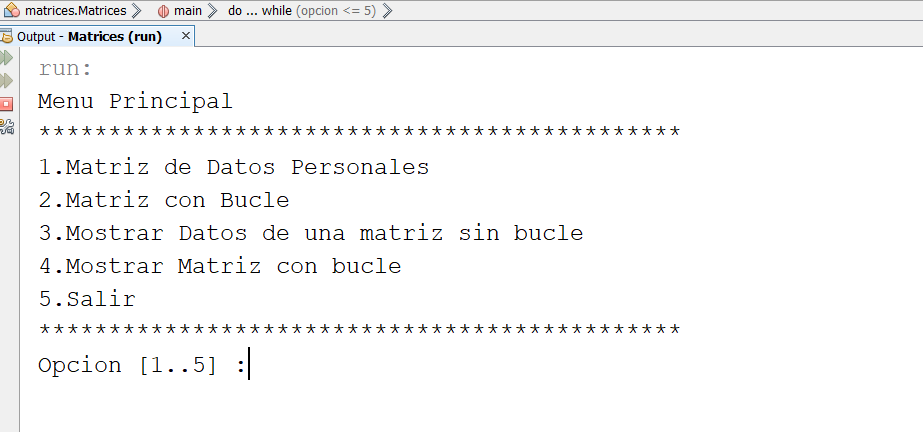 matrices.Matrices main do ... while (opcion <= 5)
Output - Matrices (run) ×
run:
Menu Principal
**********************************************
1.Matriz de Datos Personales
2.Matriz con Bucle
3.Mostrar Datos de una matriz sin bucle
4.Mostrar Matriz con bucle
5.Salir
**********************************************
Opcion [1..5] :